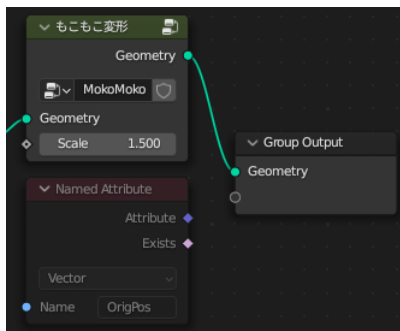 もこもこ変形
Geometry
MokoMoko
Geometry
Scale 1.500
Group Output
Geometry
Named Attribute
Attribute
Exists
Vector
Name OrigPos